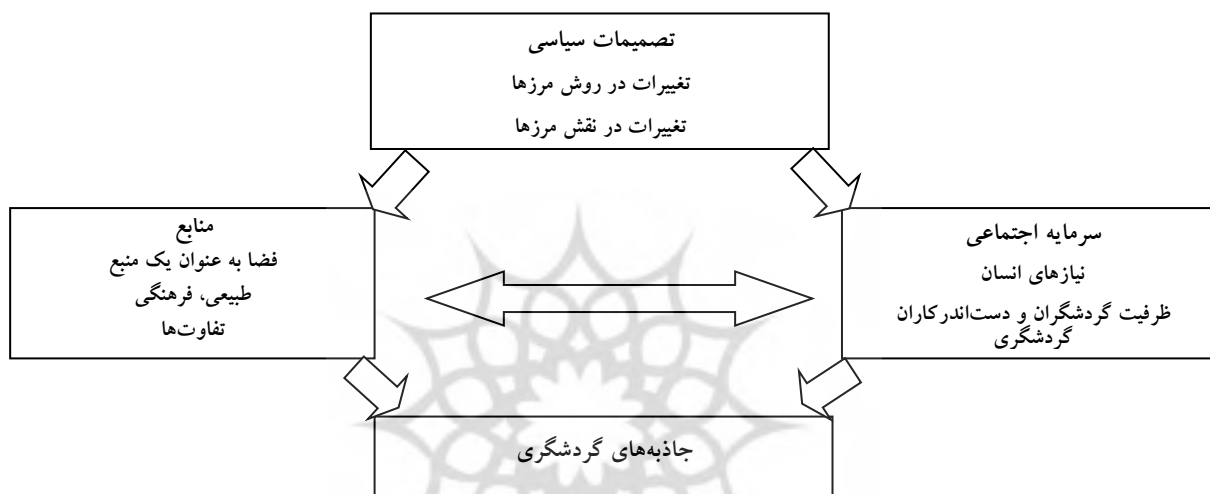 تصمیمات سیاسی
تغییرات در روش مرزها
تغییرات در نقش مرزها
سرمایه اجتماعی
نیازهای انسان
ظرفیت گردشگران و دست‌اندرکاران
گردشگری
منابع
فضا به عنوان یک منبع
طبیعی، فرهنگی
تفاوت‌ها
جاذبه‌های گردشگری